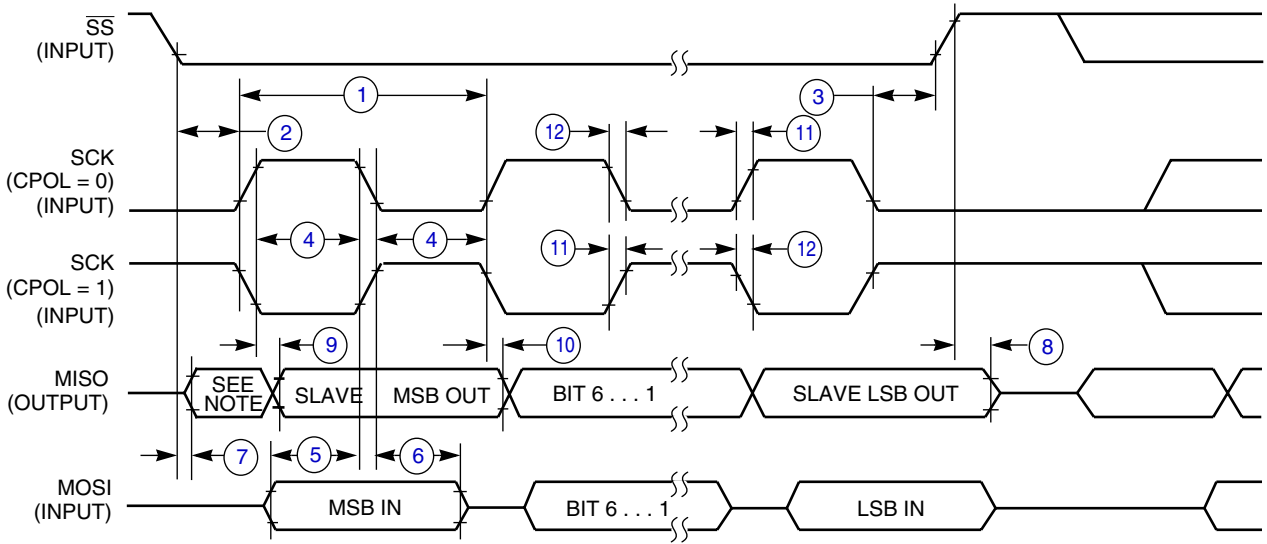 SS
(INPUT)
1
3
2
12
11
SCK
(CPOL = 0)
(INPUT)
4
4
11
12
SCK
(CPOL = 1)
(INPUT)
9
10
8
MISO
(OUTPUT)
SEE
NOTE
SLAVE
MSB OUT
BIT 6 . . . 1
SLAVE LSB OUT
7
5
6
MOSI
(INPUT)
MSB IN
BIT 6 . . . 1
LSB IN